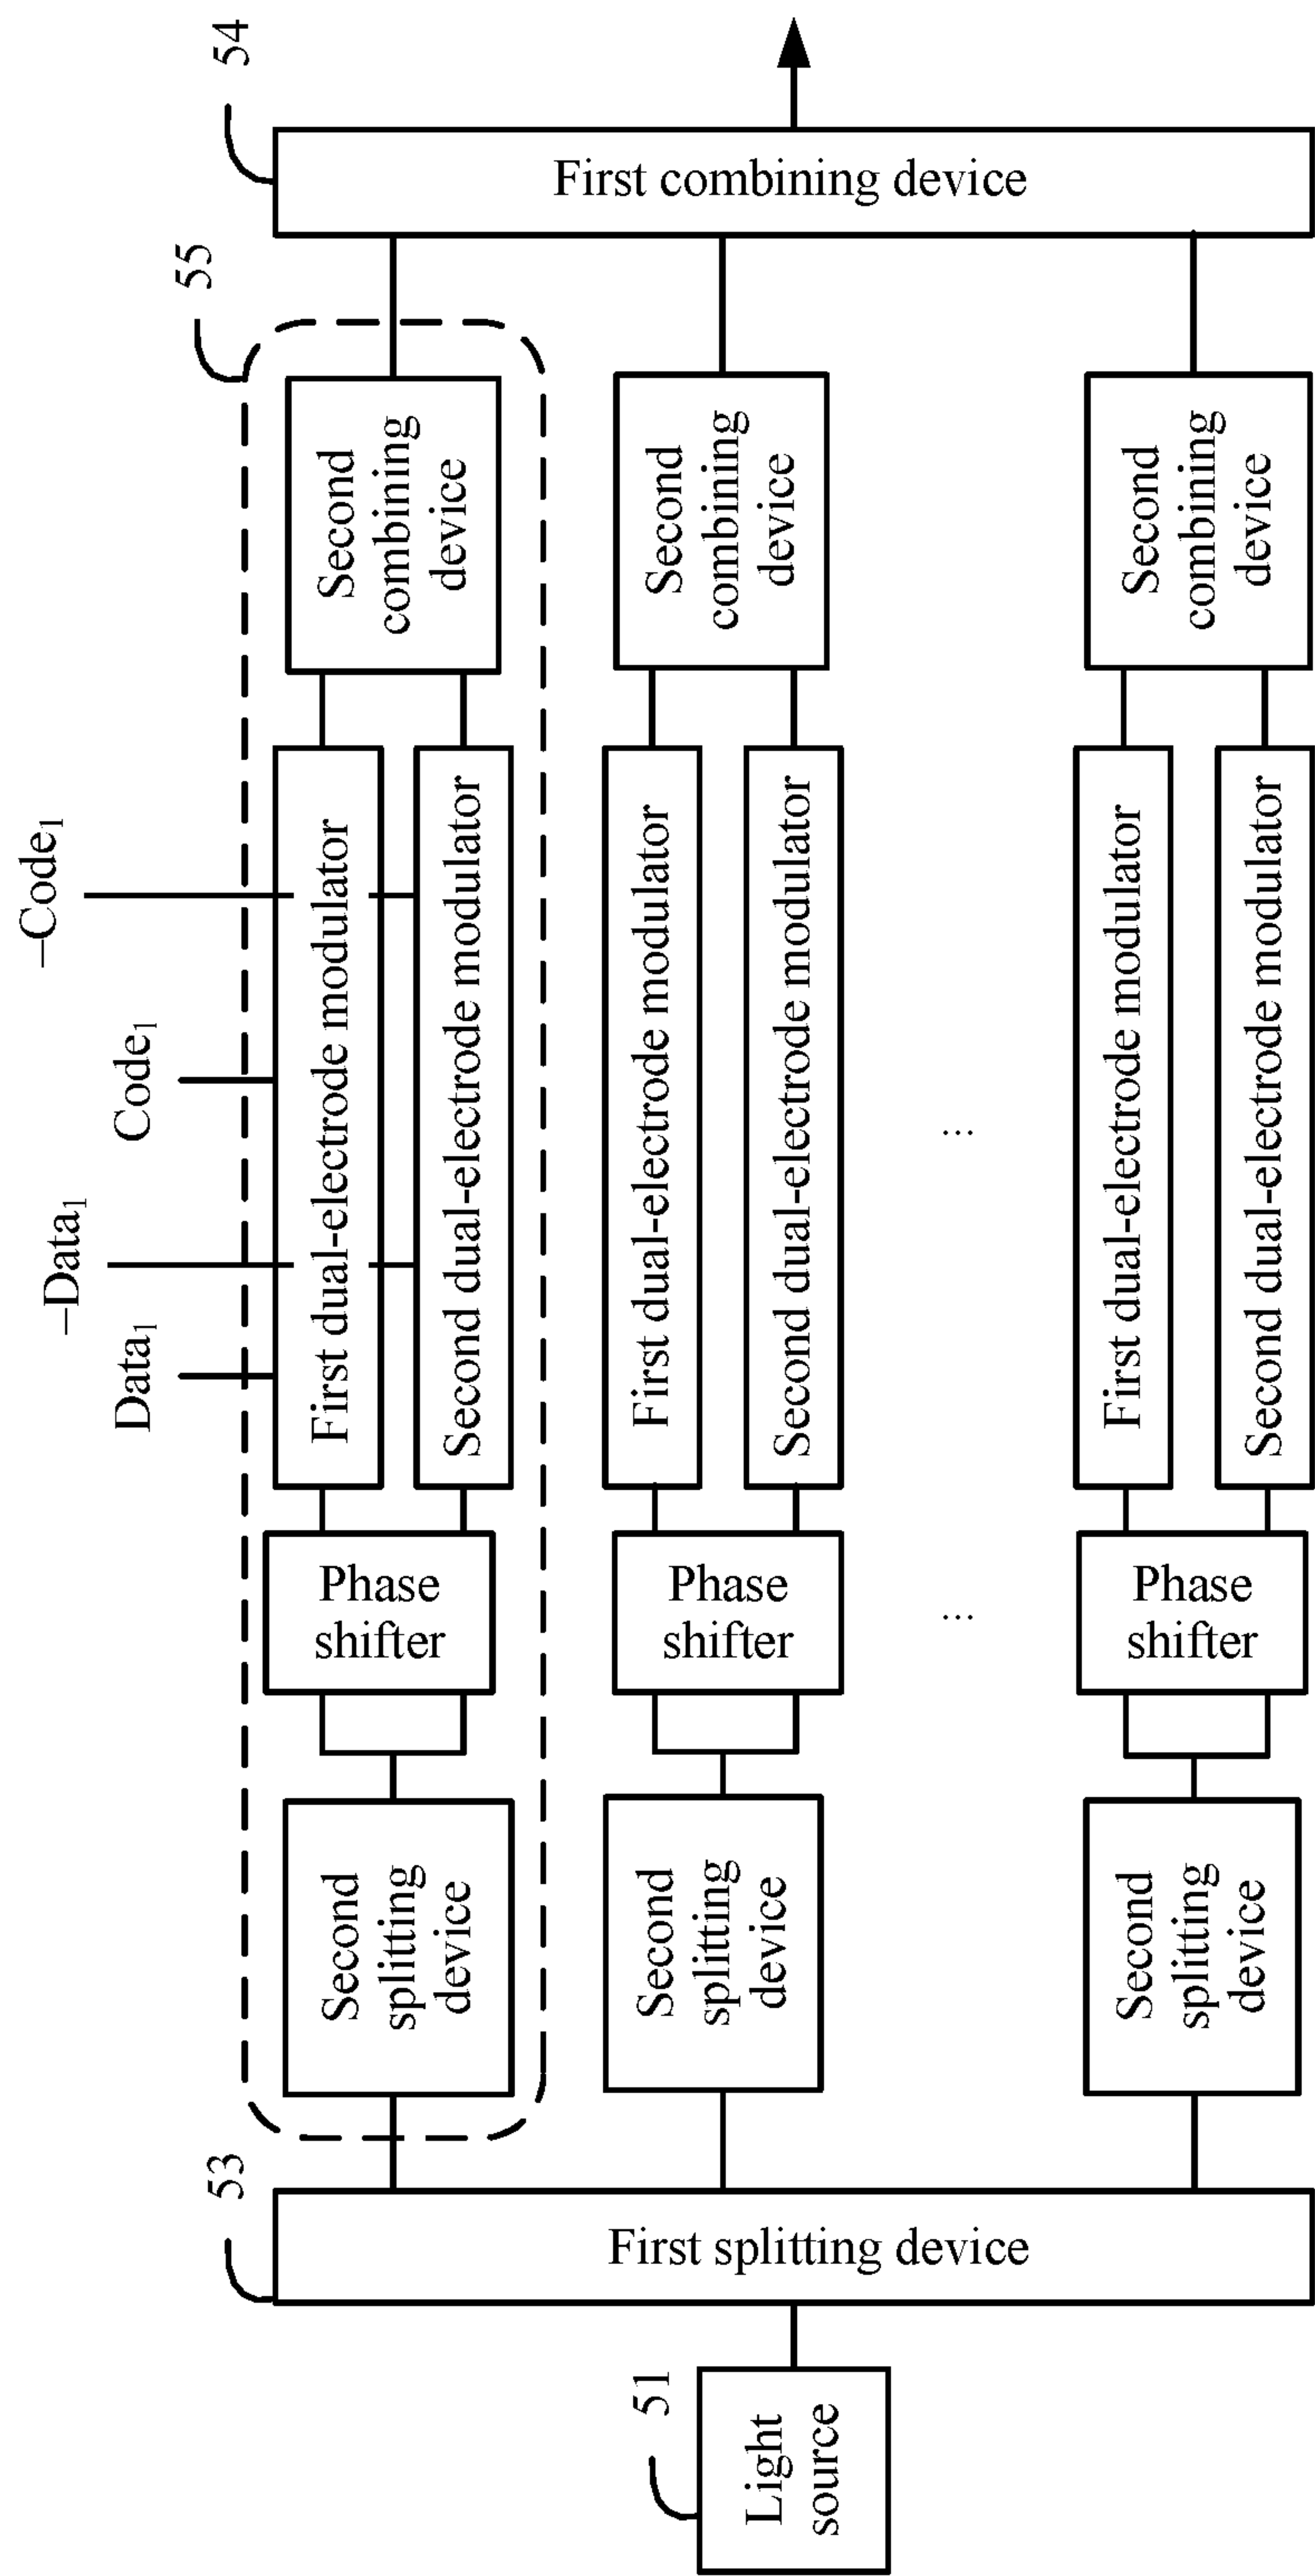 54
First combining device
55
Second
combining
device
Second
combining
device
Second
combining
device
–Code1
Code1
–Data1
Data1
First dual-electrode modulator
Second dual-electrode modulator
First dual-electrode modulator
Second dual-electrode modulator
...
First dual-electrode modulator
Second dual-electrode modulator
Phase
shifter
Phase
shifter
...
Phase
shifter
Second
splitting
device
Second
splitting
device
Second
splitting
device
53
First splitting device
51
Light
source